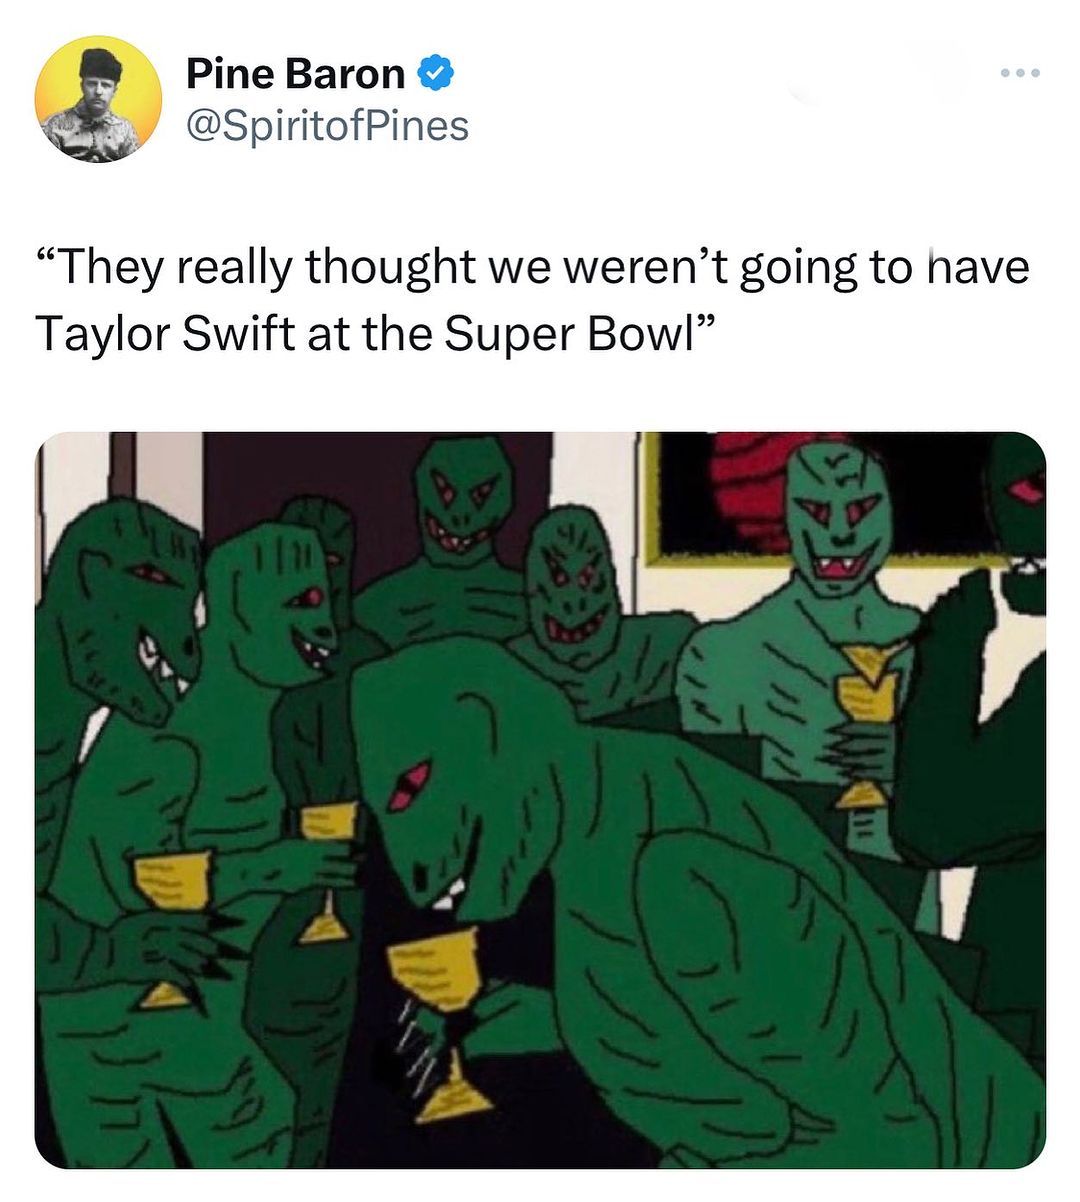 Pine Baron
@SpiritofPines
“They really thought we weren’t going to have
Taylor Swift at the Super Bowl”